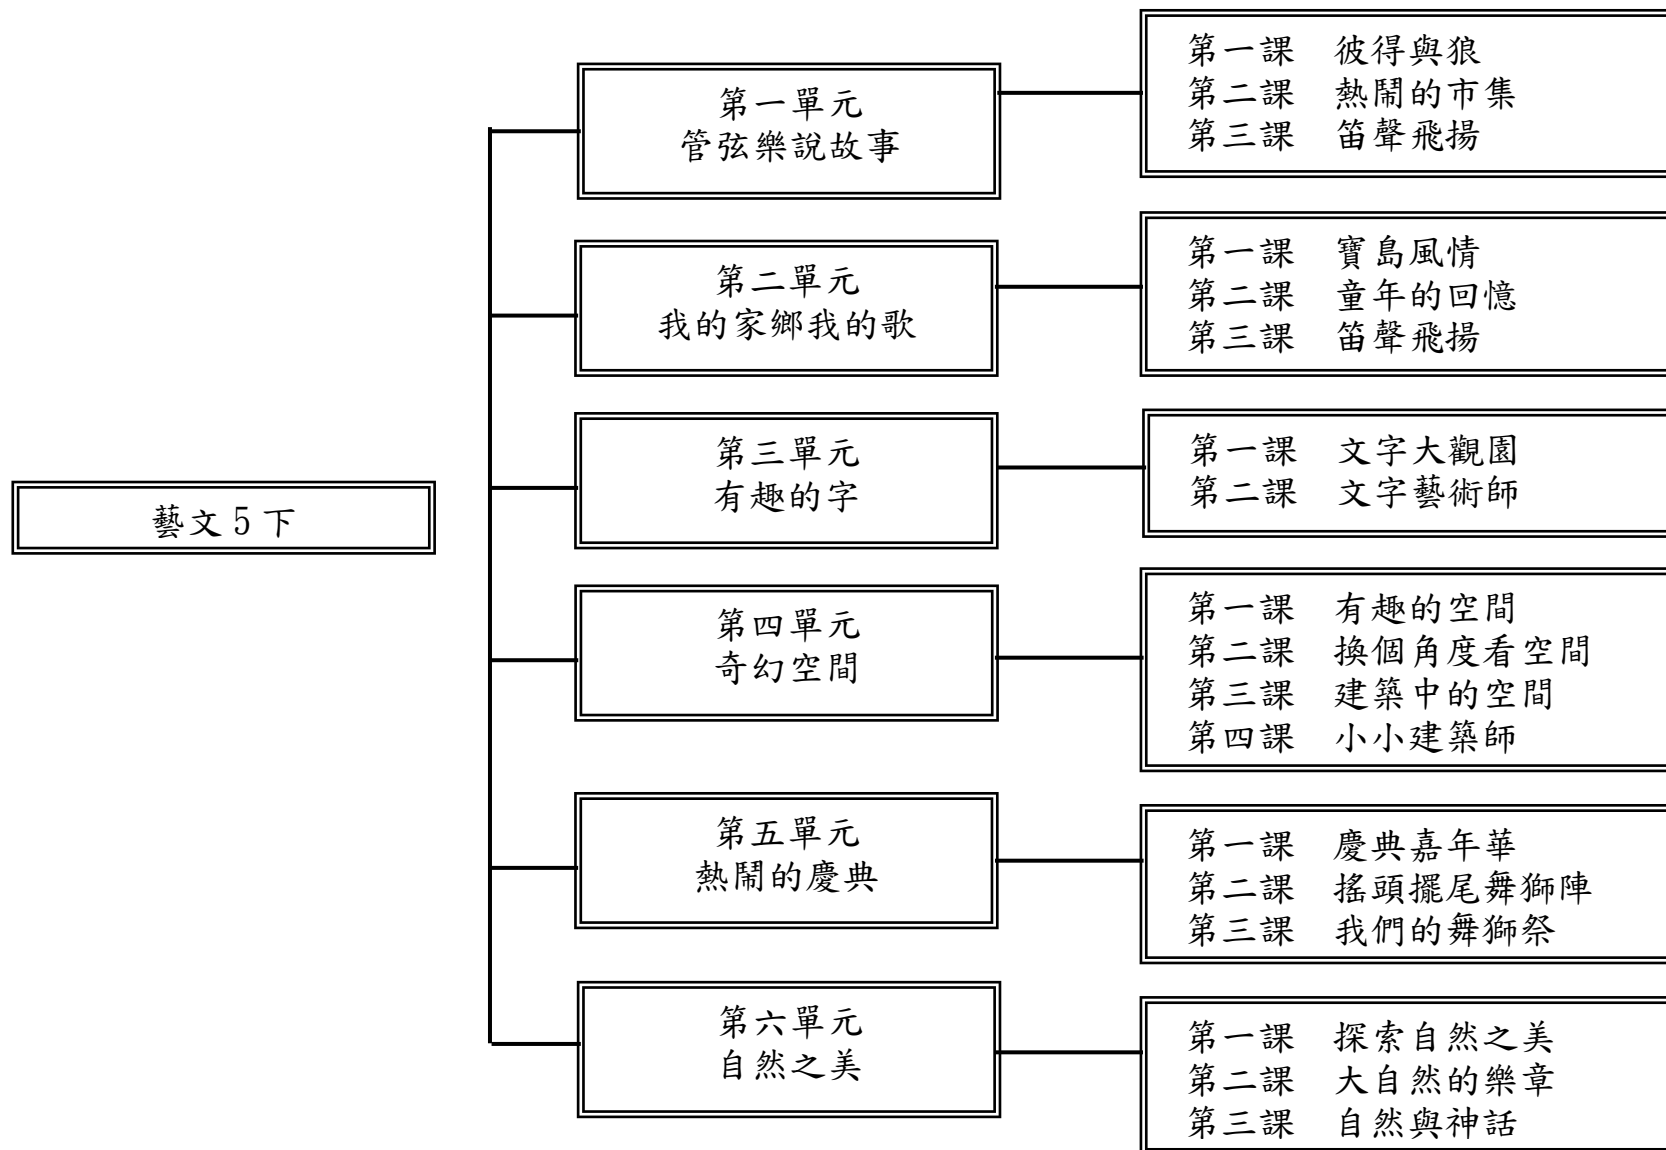 藝文5下
第一單元
管弦樂說故事
第一課 彼得與狼
第二課 熱鬧的市集
第三課 笛聲飛揚
第二單元
我的家鄉我的歌
第一課 寶島風情
第二課 童年的回憶
第三課 笛聲飛揚
第三單元
有趣的字
第一課 文字大觀園
第二課 文字藝術師
第四單元
奇幻空間
第一課 有趣的空間
第二課 換個角度看空間
第三課 建築中的空間
第四課 小小建築師
第五單元
熱鬧的慶典
第一課 慶典嘉年華
第二課 搖頭擺尾舞獅陣
第三課 我們的舞獅祭
第六單元
自然之美
第一課 探索自然之美
第二課 大自然的樂章
第三課 自然與神話